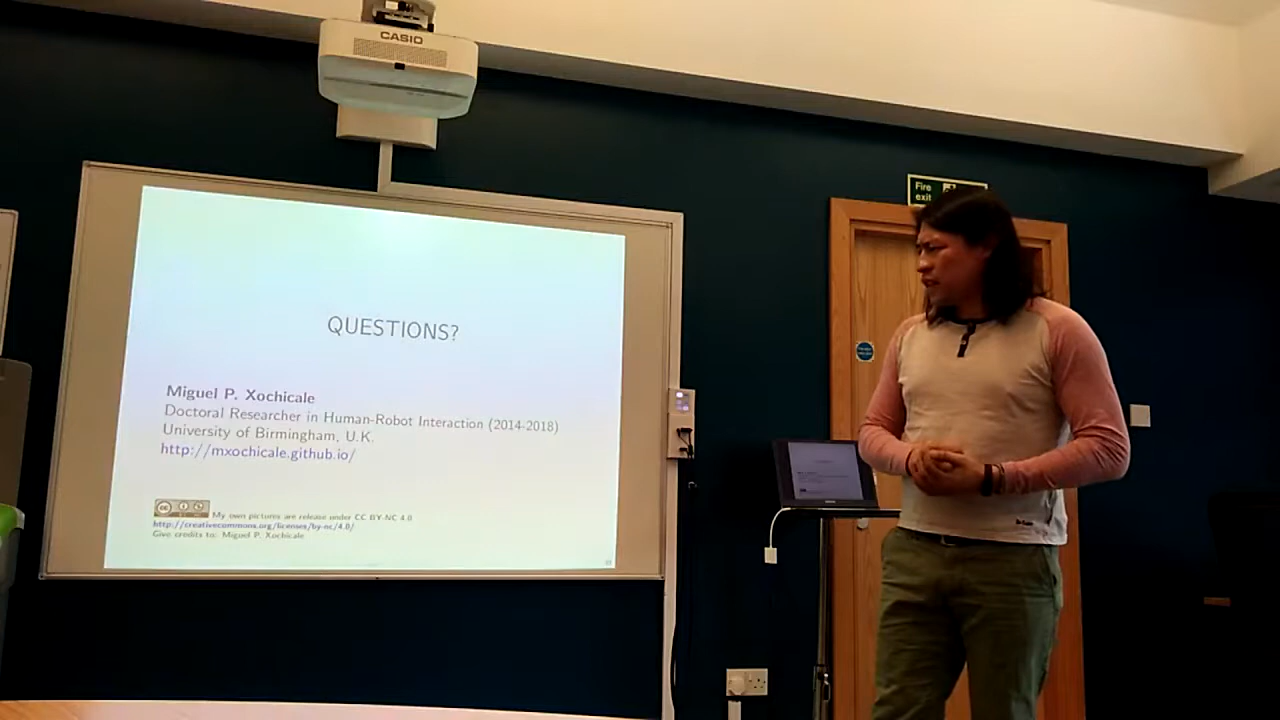 CASIO
Fire
exit
QUESTIONS?
Miguel P. Xochicale
Doctoral Researcher in Human-Robot Interaction (2014-2018)
University of Birmingham, U.K.
http://mxochicale.github.io/
My own pictures are release under CC BY-NC 4.0
http://creativecommons.org/licenses/by-nc/4.0/
Give credits to: Miguel P. Xochicale